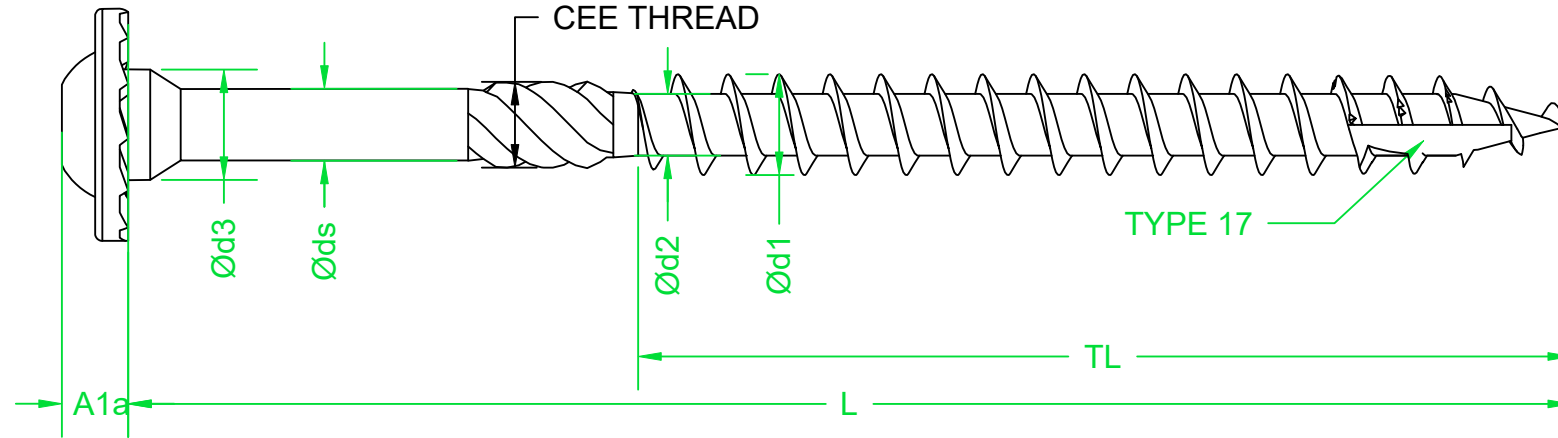 CEE THREAD
Ød3
Øds
Ød2
Ød1
TYPE 17
TL
A1a
L